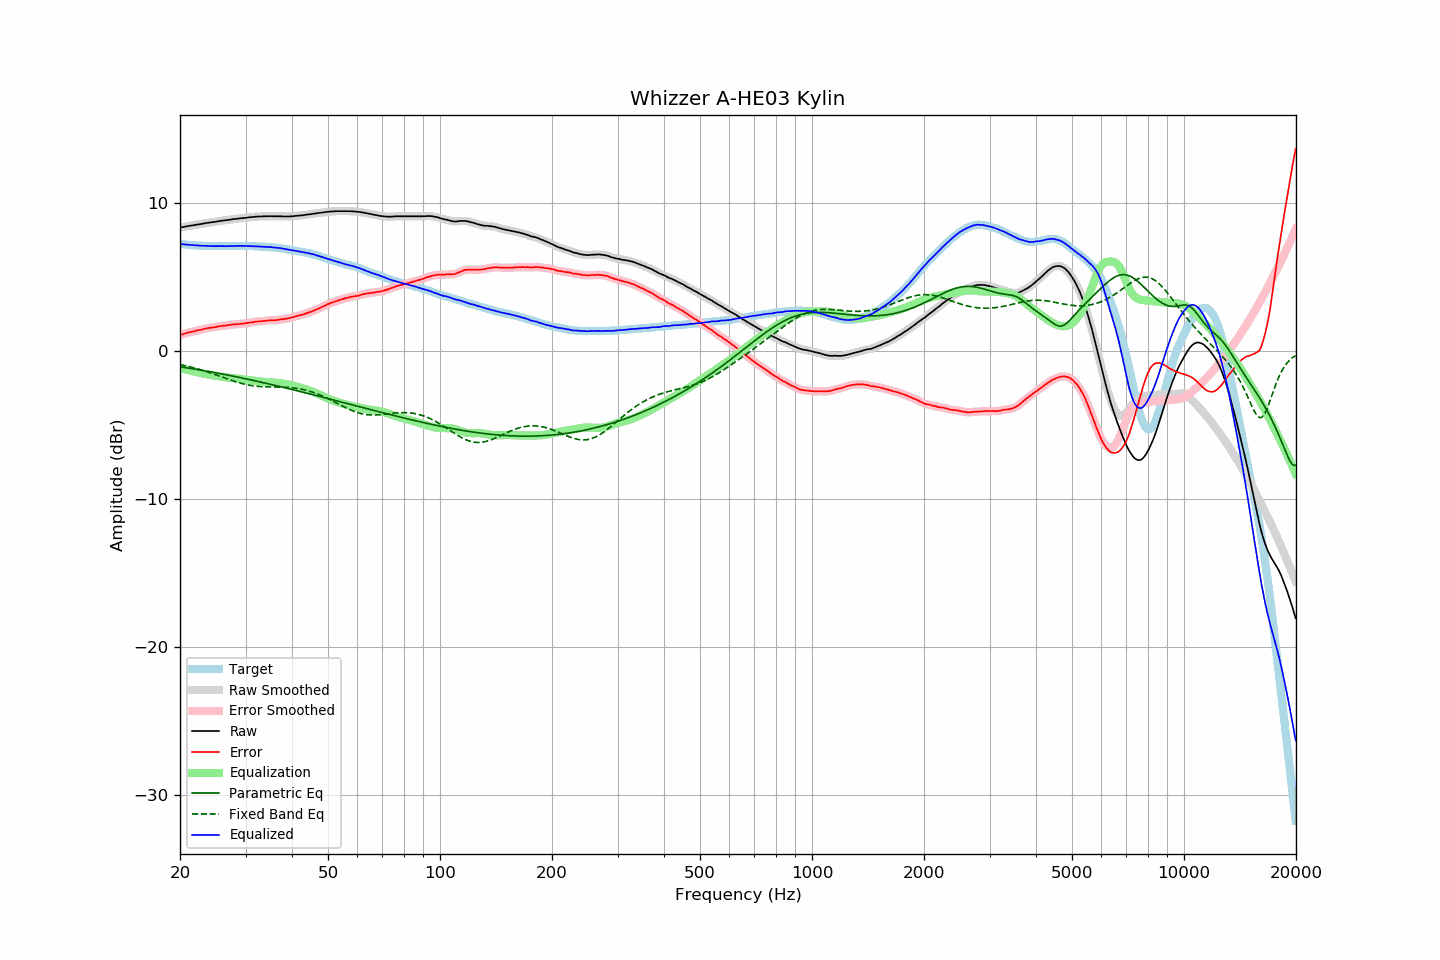 Whizzer A-HE03 Kylin
Amplitude (dBr)
10
0
−10
−20
−30
Target
Raw Smoothed
Error Smoothed
Raw
Error
Equalization
Parametric Eq
Fixed Band Eq
Equalized
20 50 100 200 500 1000 2000 5000 10000 20000
Frequency (Hz)